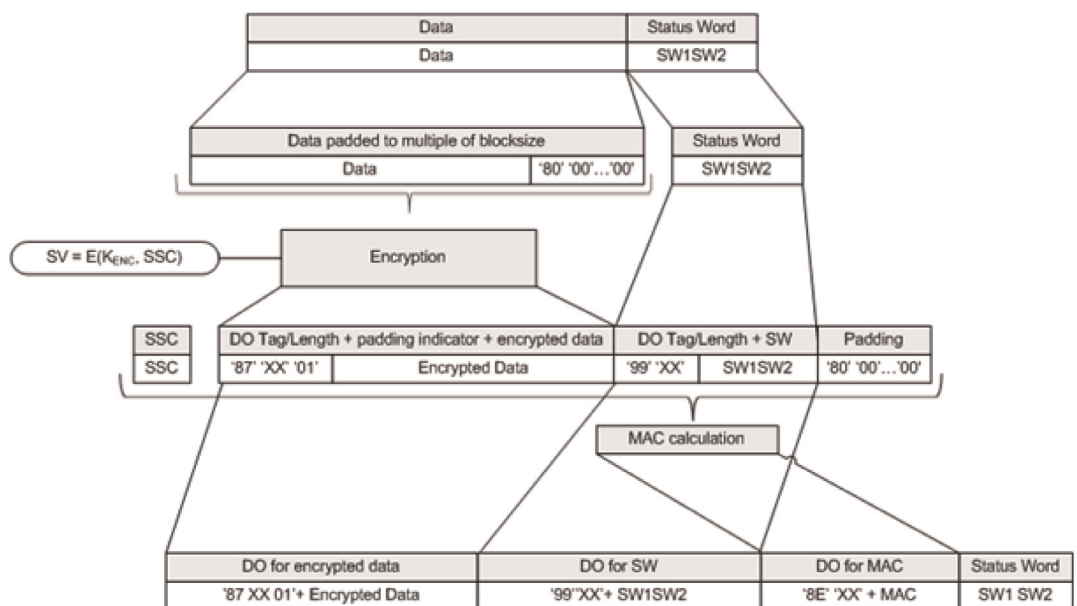 Data Status Word
Data SW1SW2
Data padded to multiple of blocksize Status Word
Data '80' '00'...'00' SW1SW2
SV = E(KENC, SSC) Encryption
SSC DO Tag/Length + padding indicator + encrypted data DO Tag/Length + SW Padding
SSC '87' 'XX' '01' Encrypted Data '99' 'XX' SW1SW2 '80' '00'...'00'
MAC calculation
DO for encrypted data DO for SW DO for MAC Status Word
'87 XX 01'+ Encrypted Data '99''XX'+ SW1SW2 '8E' 'XX' + MAC SW1 SW2